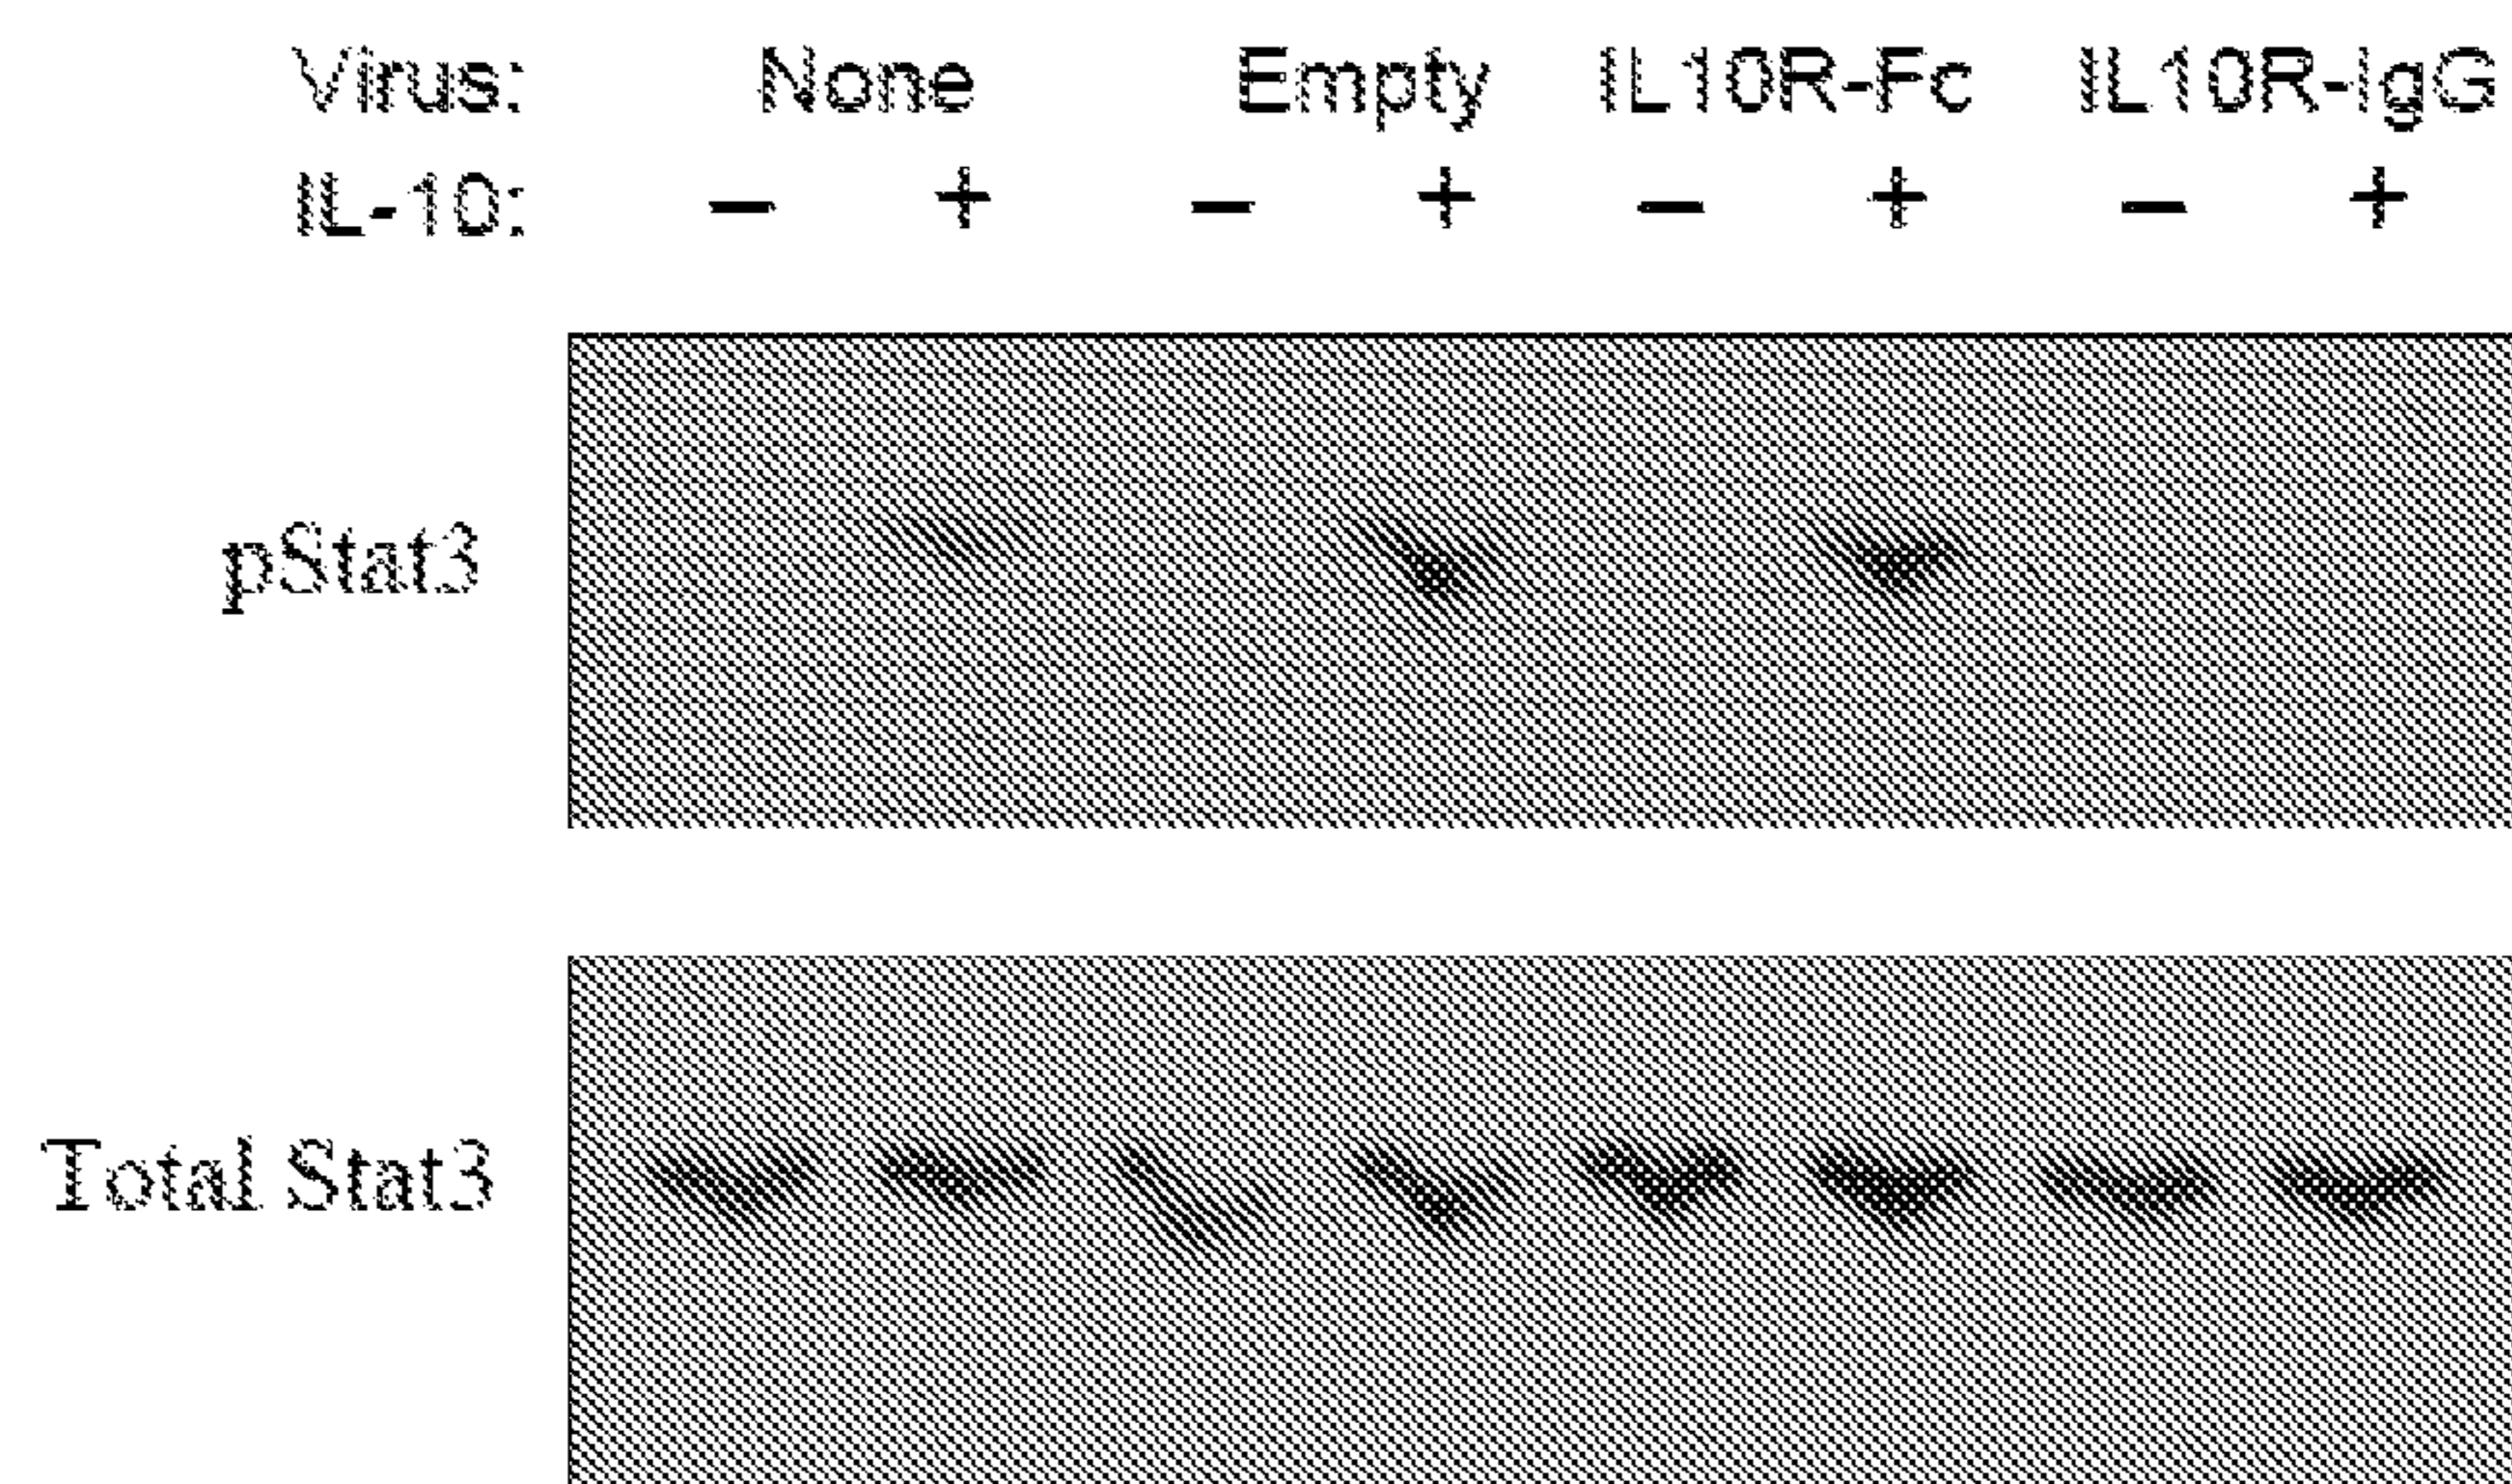 Virus: None Empty IL10R-Fc IL10R-IgG
IL-10: – + – + – + – +
pStat3
Total Stat3